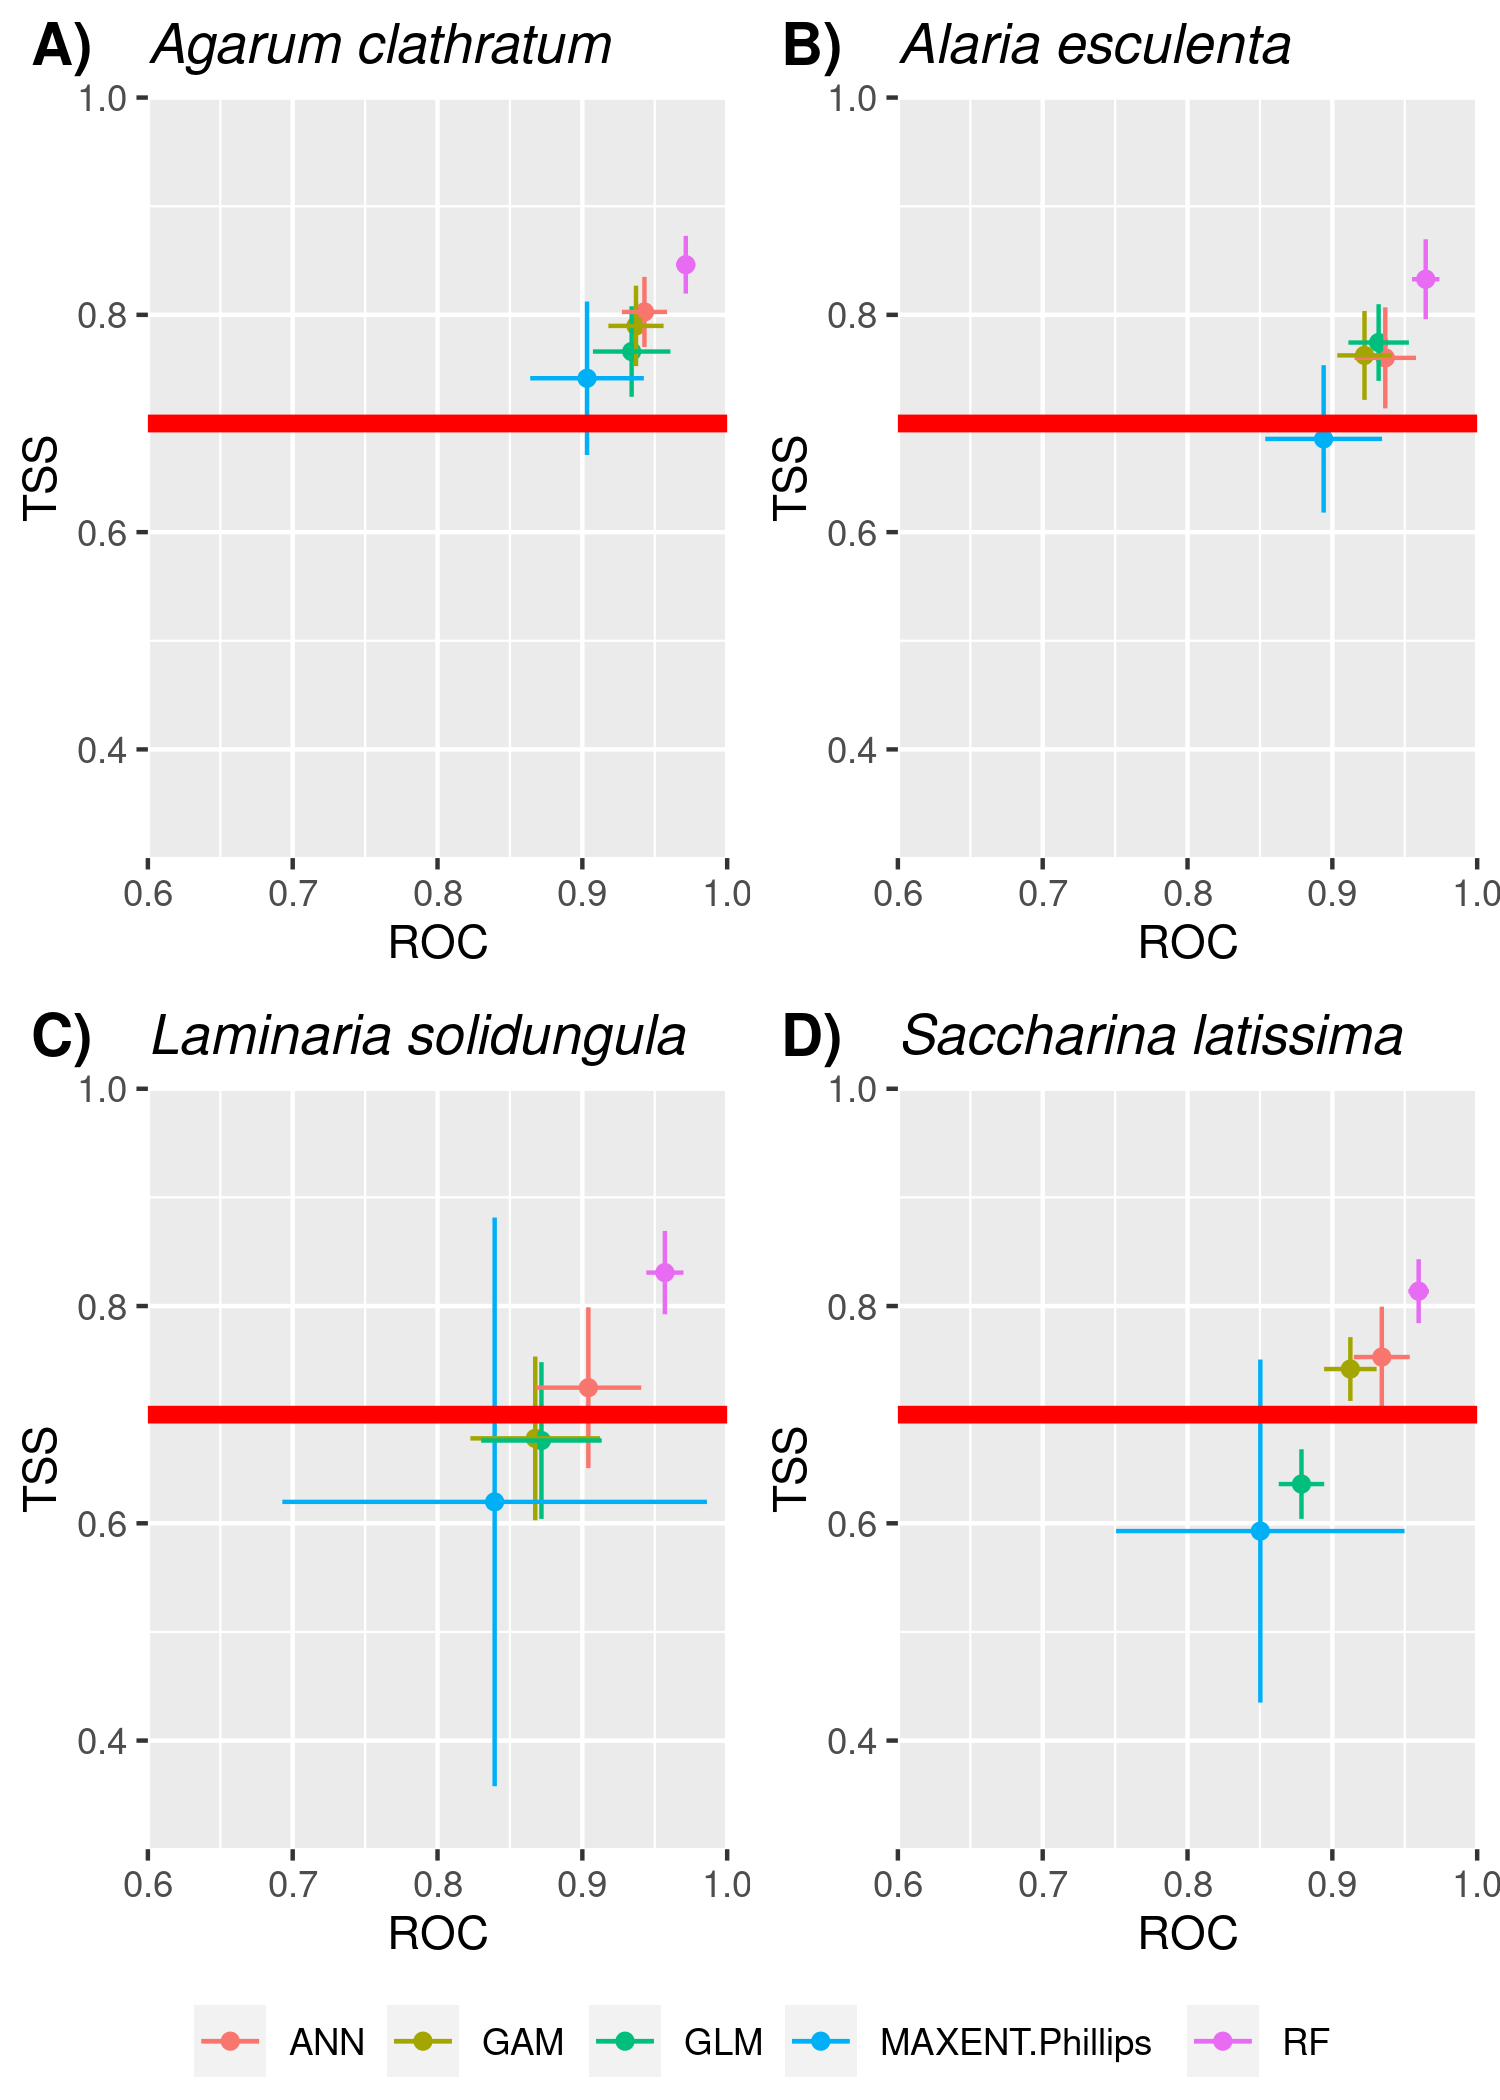 A) Agarum clathratum
1.0
0.8
0.6
0.4
TSS
0.6 0.7 0.8 0.9 1.0
ROC
B) Alaria esculenta
1.0
0.8
0.6
0.4
TSS
0.6 0.7 0.8 0.9 1.0
ROC
C) Laminaria solidungula
1.0
0.8
0.6
0.4
TSS
0.6 0.7 0.8 0.9 1.0
ROC
D) Saccharina latissima
1.0
0.8
0.6
0.4
TSS
0.6 0.7 0.8 0.9 1.0
ROC
ANN GAM GLM MAXENT.Phillips RF